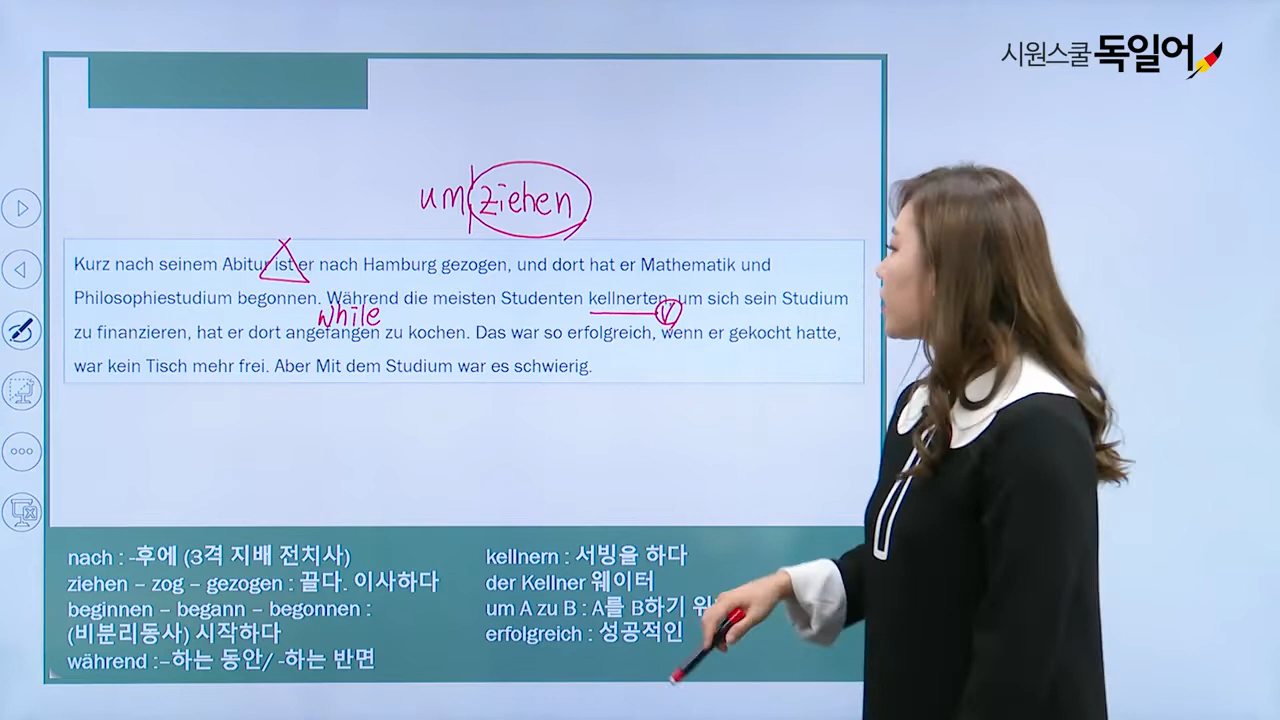 시원스쿨 독일어
um|ziehen
Kurz nach seinem Abitur ist er nach Hamburg gezogen, und dort hat er Mathematik und
Philosophiestudium begonnen. Während die meisten Studenten kellnerten, um sich sein Studium
while
V
zu finanzieren, hat er dort angefangen zu kochen. Das war so erfolgreich, wenn er gekocht hatte,
war kein Tisch mehr frei. Aber Mit dem Studium war es schwierig.
nach : -후에 (3격 지배 전치사)
ziehen – zog – gezogen : 끌다. 이사하다
beginnen – begann – begonnen :
(비분리동사) 시작하다
während :–하는 동안/ -하는 반면
kellnern : 서빙을 하다
der Kellner 웨이터
um A zu B : A를 B하기
erfolgreich : 성공적인